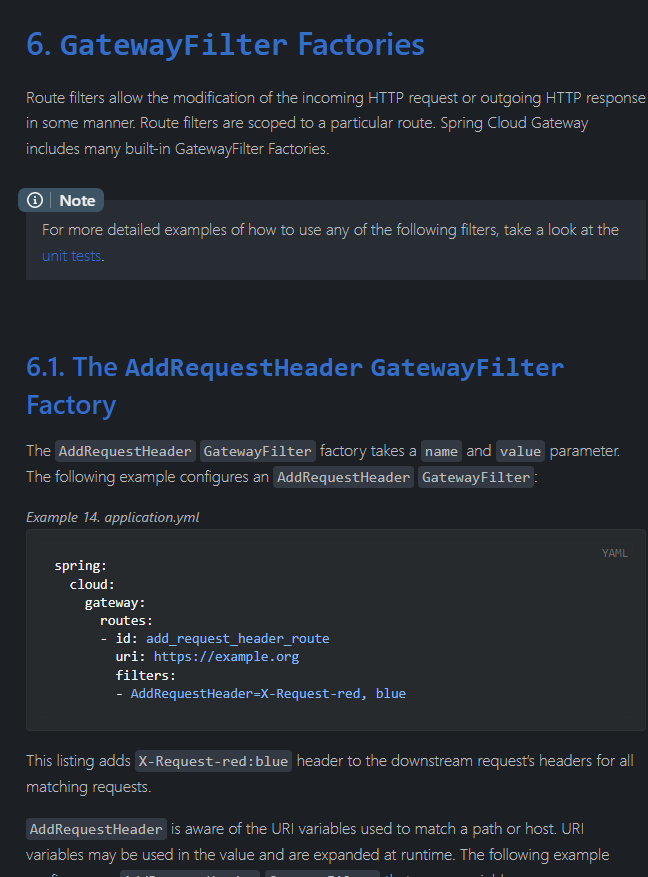 6. GatewayFilter Factories
Route filters allow the modification of the incoming HTTP request or outgoing HTTP response
in some manner. Route filters are scoped to a particular route. Spring Cloud Gateway
includes many built-in GatewayFilter Factories.
Note
For more detailed examples of how to use any of the following filters, take a look at the
unit tests.
6.1. The AddRequestHeader GatewayFilter
Factory
The AddRequestHeader GatewayFilter factory takes a name and value parameter.
The following example configures an AddRequestHeader GatewayFilter:
Example 14. application.yml
YAML
spring:
  cloud:
    gateway:
      routes:
      - id: add_request_header_route
        uri: https://example.org
        filters:
        - AddRequestHeader=X-Request-red, blue
This listing adds X-Request-red:blue header to the downstream request's headers for all
matching requests.
AddRequestHeader is aware of the URI variables used to match a path or host. URI
variables may be used in the value and are expanded at runtime. The following example